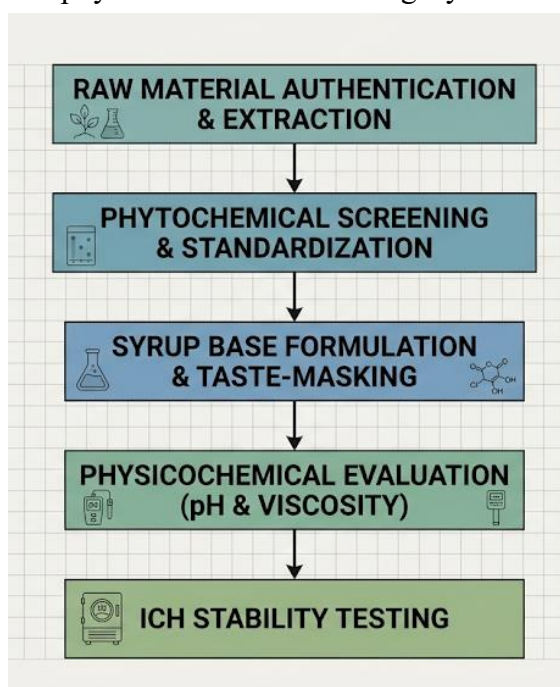 RAW MATERIAL AUTHENTICATION
& EXTRACTION
PHYTOCHEMICAL SCREENING
& STANDARDIZATION
SYRUP BASE FORMULATION
& TASTE-MASKING
PHYSICOCHEMICAL EVALUATION
(pH & VISCOSITY)
ICH STABILITY TESTING